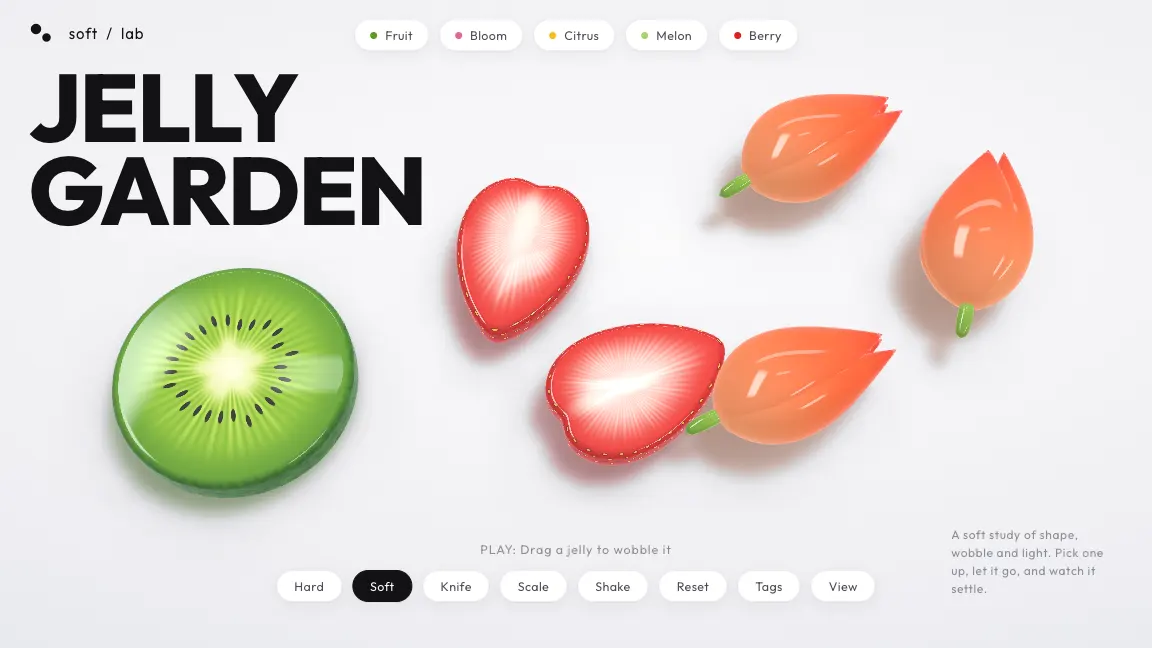 soft / lab
Fruit
Bloom
Citrus
Melon
Berry
JELLY
GARDEN
PLAY: Drag a jelly to wobble it
Hard
Soft
Knife
Scale
Shake
Reset
Tags
View
A soft study of shape,
wobble and light. Pick one
up, let it go, and watch it
settle.